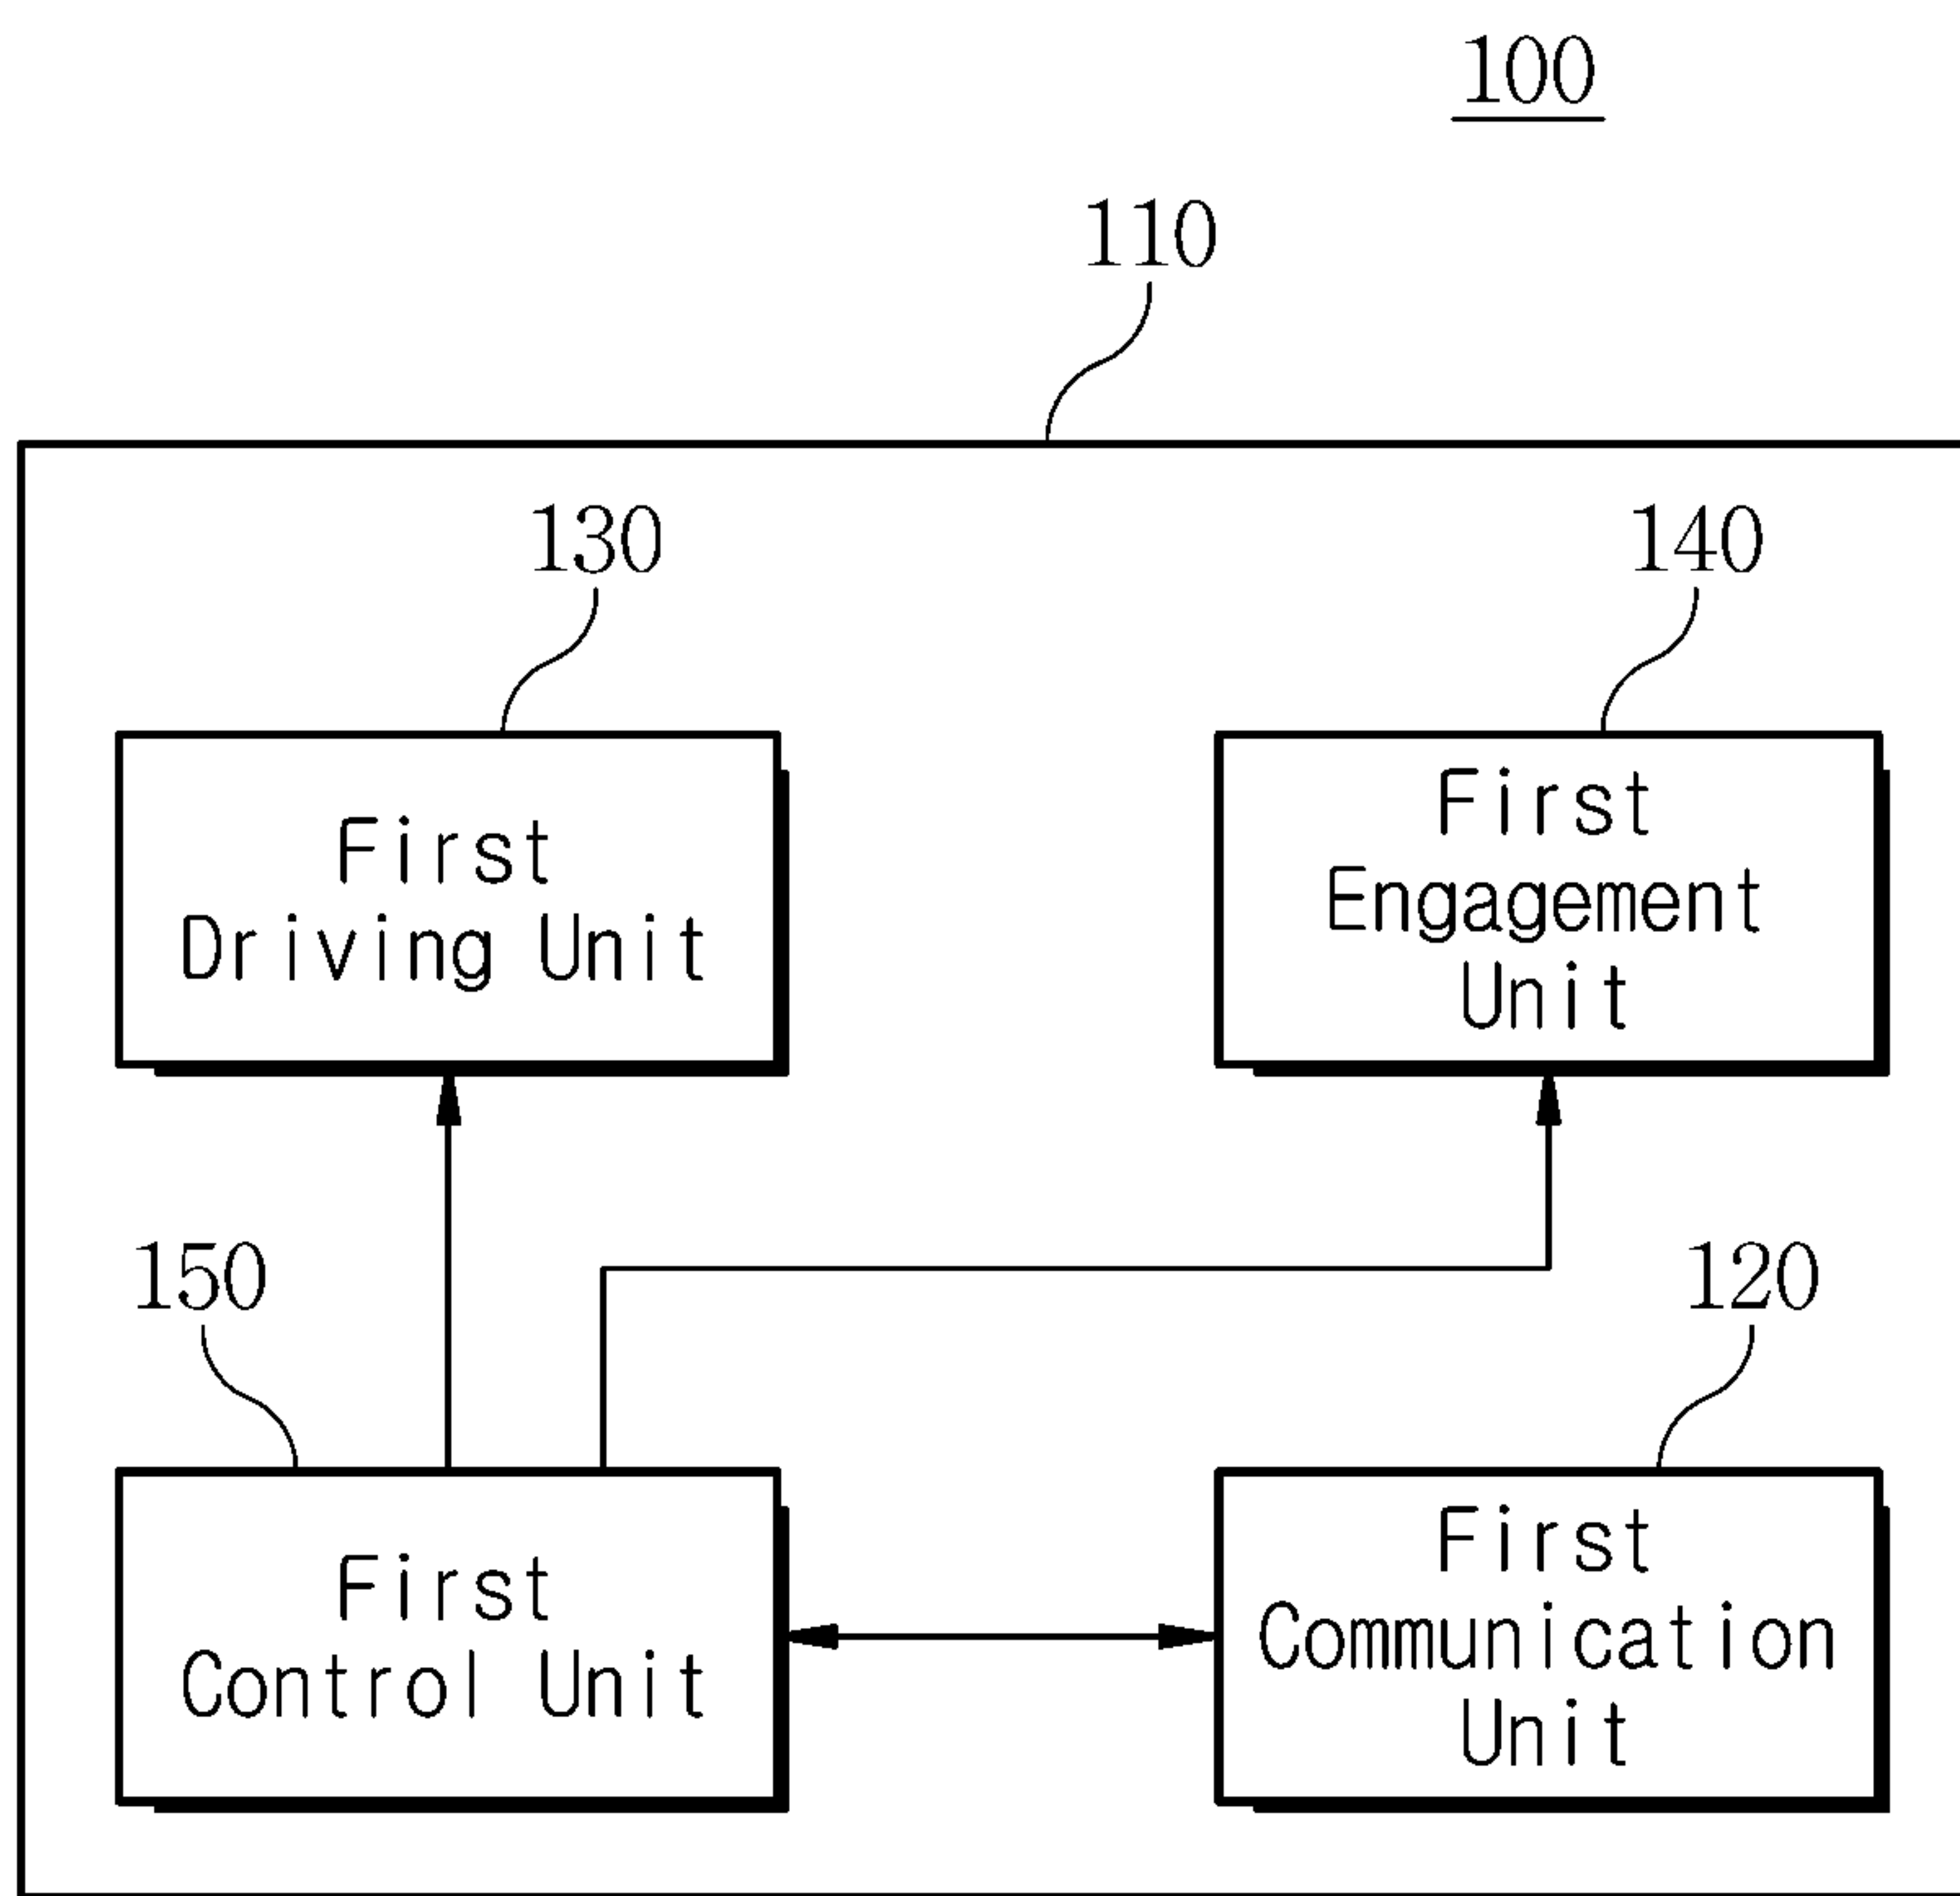 100
110
130
140
First
Driving Unit
First
Engagement
Unit
150
120
First
Control Unit
First
Communication
Unit